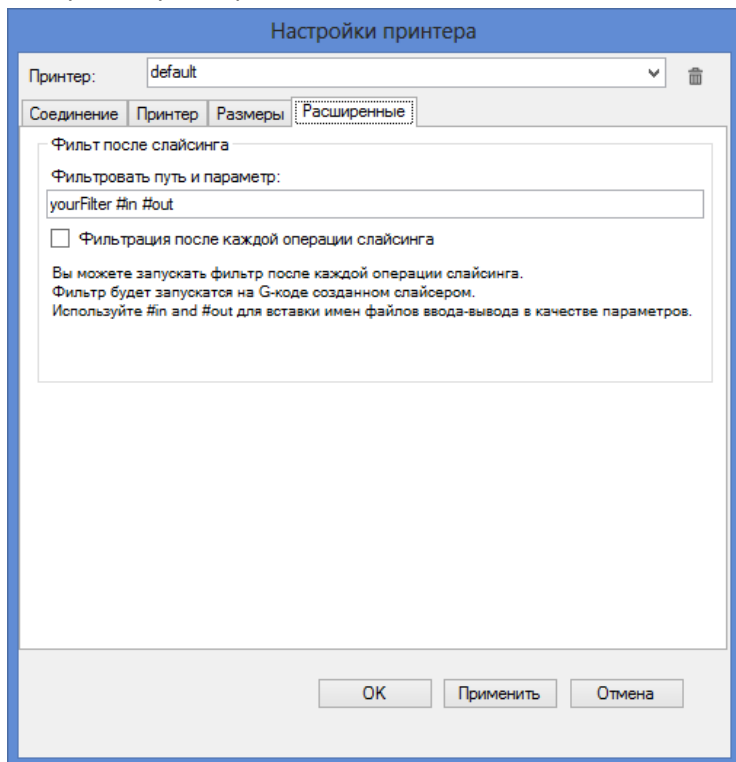 Настройки принтера
Принтер: default
Соединение Принтер Размеры Расширенные
Фильт после слайсинга
Фильтровать путь и параметр:
yourFilter #in #out
Фильтрация после каждой операции слайсинга
Вы можете запускать фильтр после каждой операции слайсинга.
Фильтр будет запускатся на G-коде созданном слайсером.
Используйте #in and #out для вставки имен файлов ввода-вывода в качестве параметров.
OK Применить Отмена